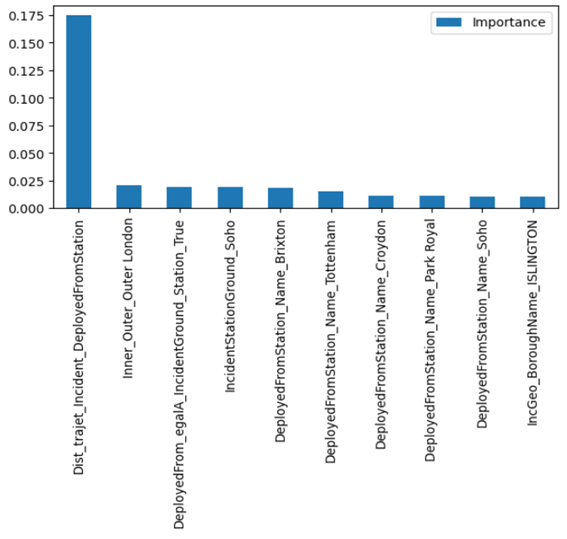 0.175
0.150
0.125
0.100
0.075
0.050
0.025
0.000
Importance
Dist_trajet_Incident_DeployedFromStation
Inner_Outer_Outer London
DeployedFrom_egalA_IncidentGround_Station_True
IncidentStationGround_Soho
DeployedFromStation_Name_Brixton
DeployedFromStation_Name_Tottenham
DeployedFromStation_Name_Croydon
DeployedFromStation_Name_Park Royal
DeployedFromStation_Name_Soho
IncGeo_BoroughName_ISLINGTON